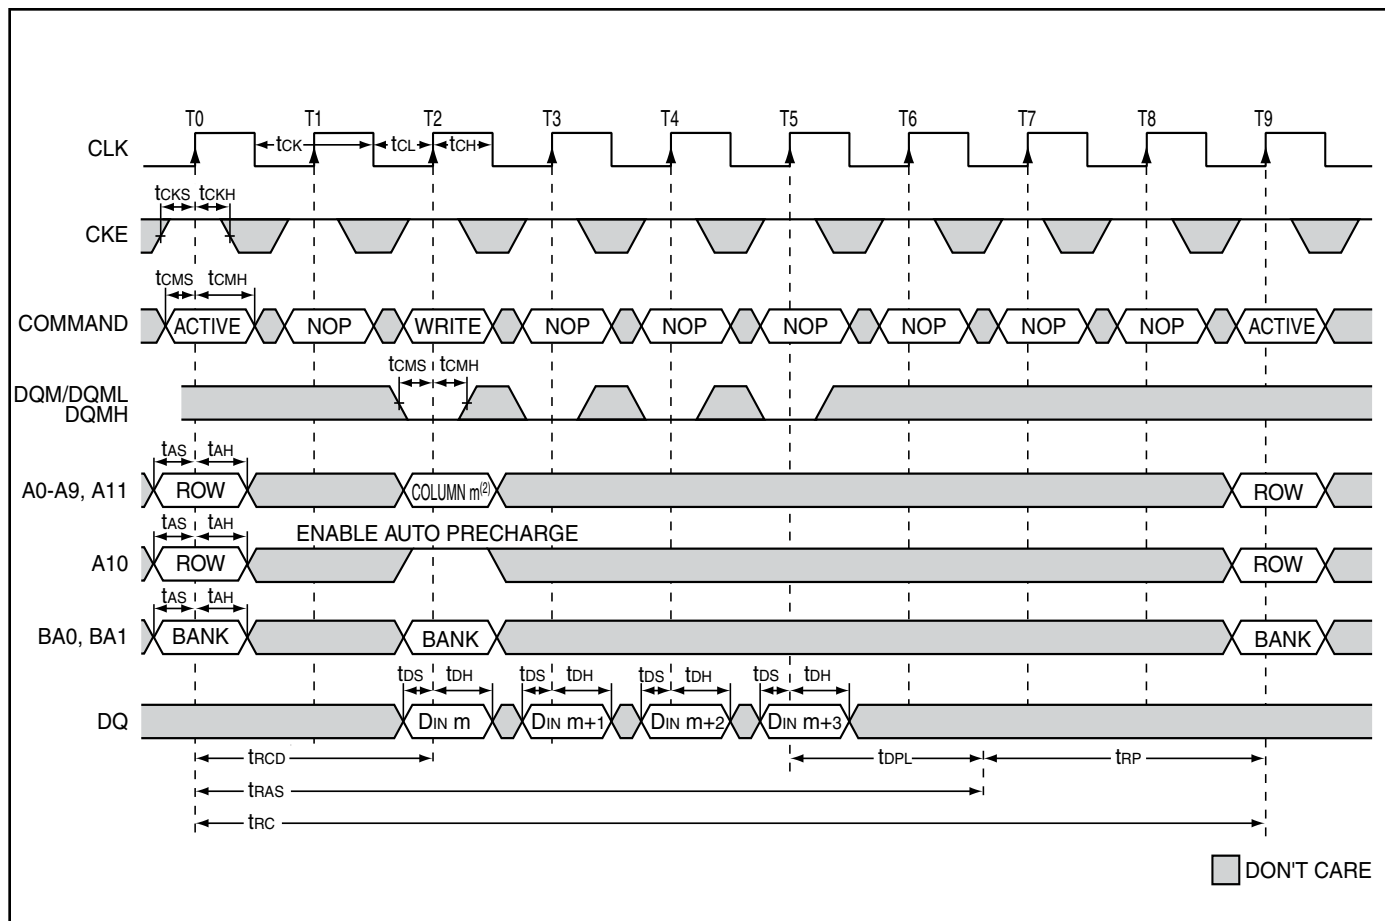 T0 T1 T2 T3 T4 T5 T6 T7 T8 T9
CLK tCK tCL tCH
tCKS tCKH
CKE
tCMS tCMH
COMMAND ACTIVE NOP WRITE NOP NOP NOP NOP NOP NOP ACTIVE
tCMS tCMH
DQM/DQML
DQMH
tAS tAH
A0-A9, A11 ROW COLUMN m(2) ROW
tAS tAH ENABLE AUTO PRECHARGE
A10 ROW ROW
tAS tAH
BA0, BA1 BANK BANK BANK
tDS tDH tDS tDH tDS tDH tDS tDH
DQ DIN m DIN m+1 DIN m+2 DIN m+3
tRCD tDPL tRP
tRAS
tRC
DON'T CARE